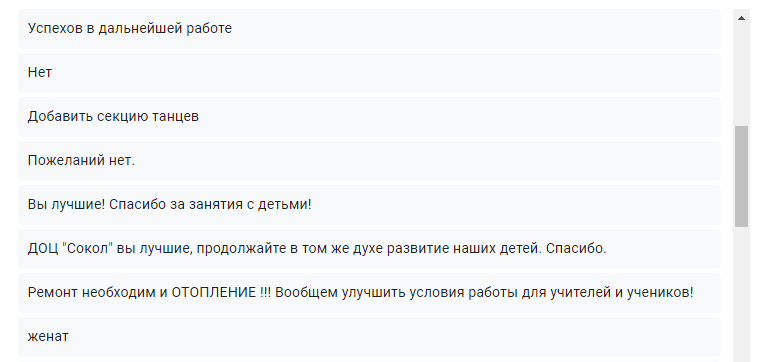 Успехов в дальнейшей работе
Нет
Добавить секцию танцев
Пожеланий нет.
Вы лучшие! Спасибо за занятия с детьми!
ДОЦ "Сокол" вы лучшие, продолжайте в том же духе развитие наших детей. Спасибо.
Ремонт необходим и ОТОПЛЕНИЕ !!! Вообщем улучшить условия работы для учителей и учеников!
женат